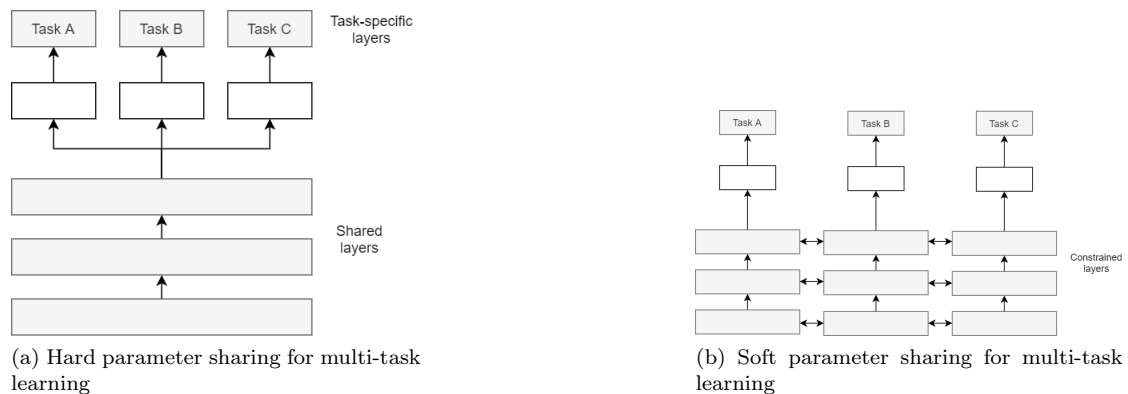 Task A
Task B
Task C
Task-specific
layers
Shared
layers
(a) Hard parameter sharing for multi-task
learning
Task A
Task B
Task C
Constrained
layers
(b) Soft parameter sharing for multi-task
learning